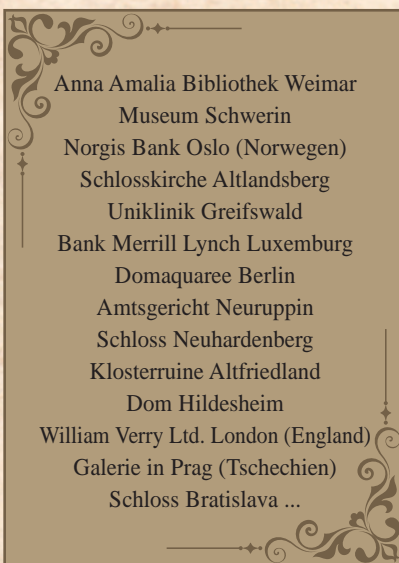 Anna Amalia Bibliothek Weimar
Museum Schwerin
Norgis Bank Oslo (Norwegen)
Schlosskirche Altlandsberg
Uniklinik Greifswald
Bank Merrill Lynch Luxemburg
Domaquaree Berlin
Amtsgericht Neuruppin
Schloss Neuhardenberg
Klosterruine Altfriedland
Dom Hildesheim
William Verry Ltd. London (England)
Galerie in Prag (Tschechien)
Schloss Bratislava ...